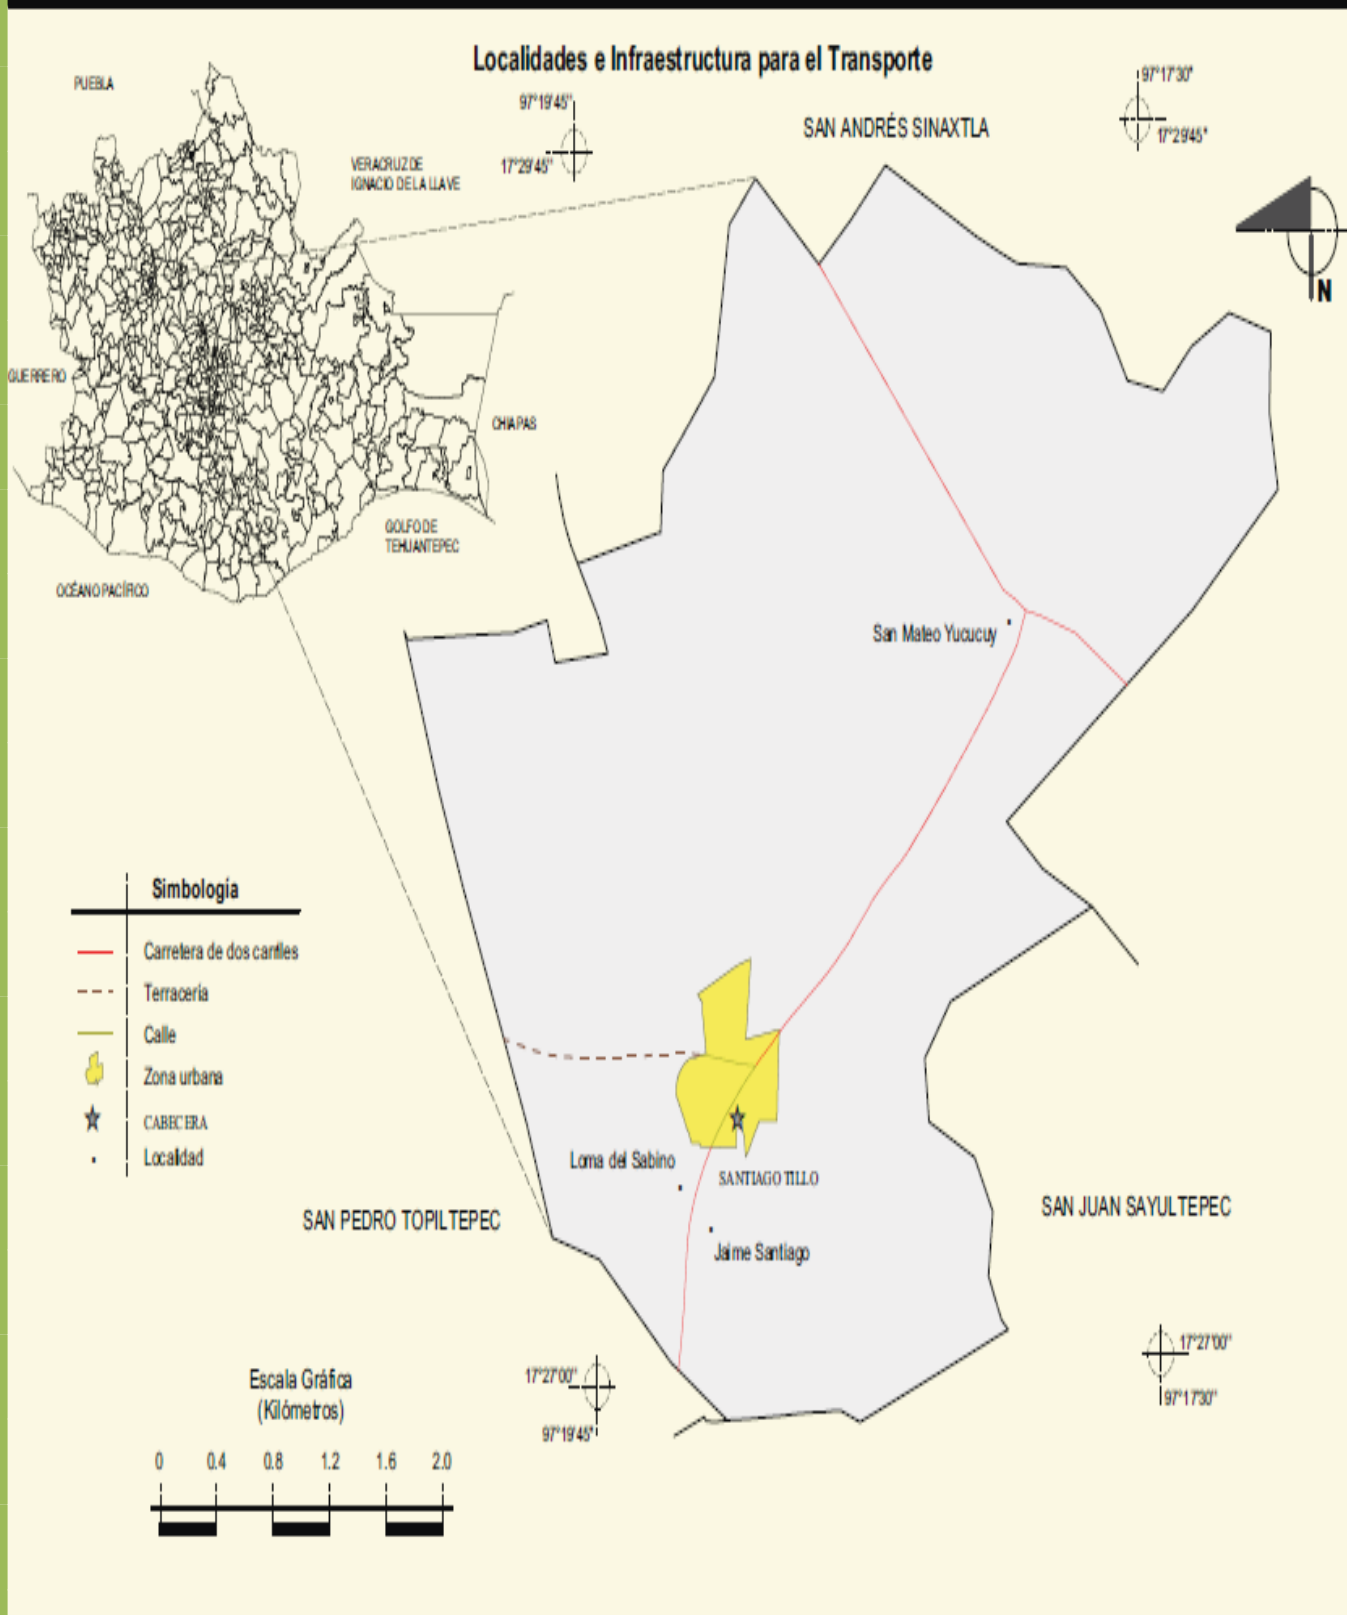 Localidades e Infraestructura para el Transporte
PUEBLA
VERACRUZ DE
IGNACIO DE LA LLAVE
GUERRERO
CHIAPAS
GOLFO DE
TEHUANTEPEC
OCÉANO PACÍFICO
97°19'45"
17°29'45"
SAN ANDRÉS SINAXTLA
97°17'30"
17°29'45"
N
San Mateo Yucucuy
Simbología
Carretera de dos carriles
Terracería
Calle
Zona urbana
CABECERA
Localidad
Loma del Sabino
SANTIAGO TILLO
Jaime Santiago
SAN PEDRO TOPILTEPEC
SAN JUAN SAYULTEPEC
17°27'00"
97°19'45"
17°27'00"
97°17'30"
Escala Gráfica
(Kilómetros)
0 0.4 0.8 1.2 1.6 2.0